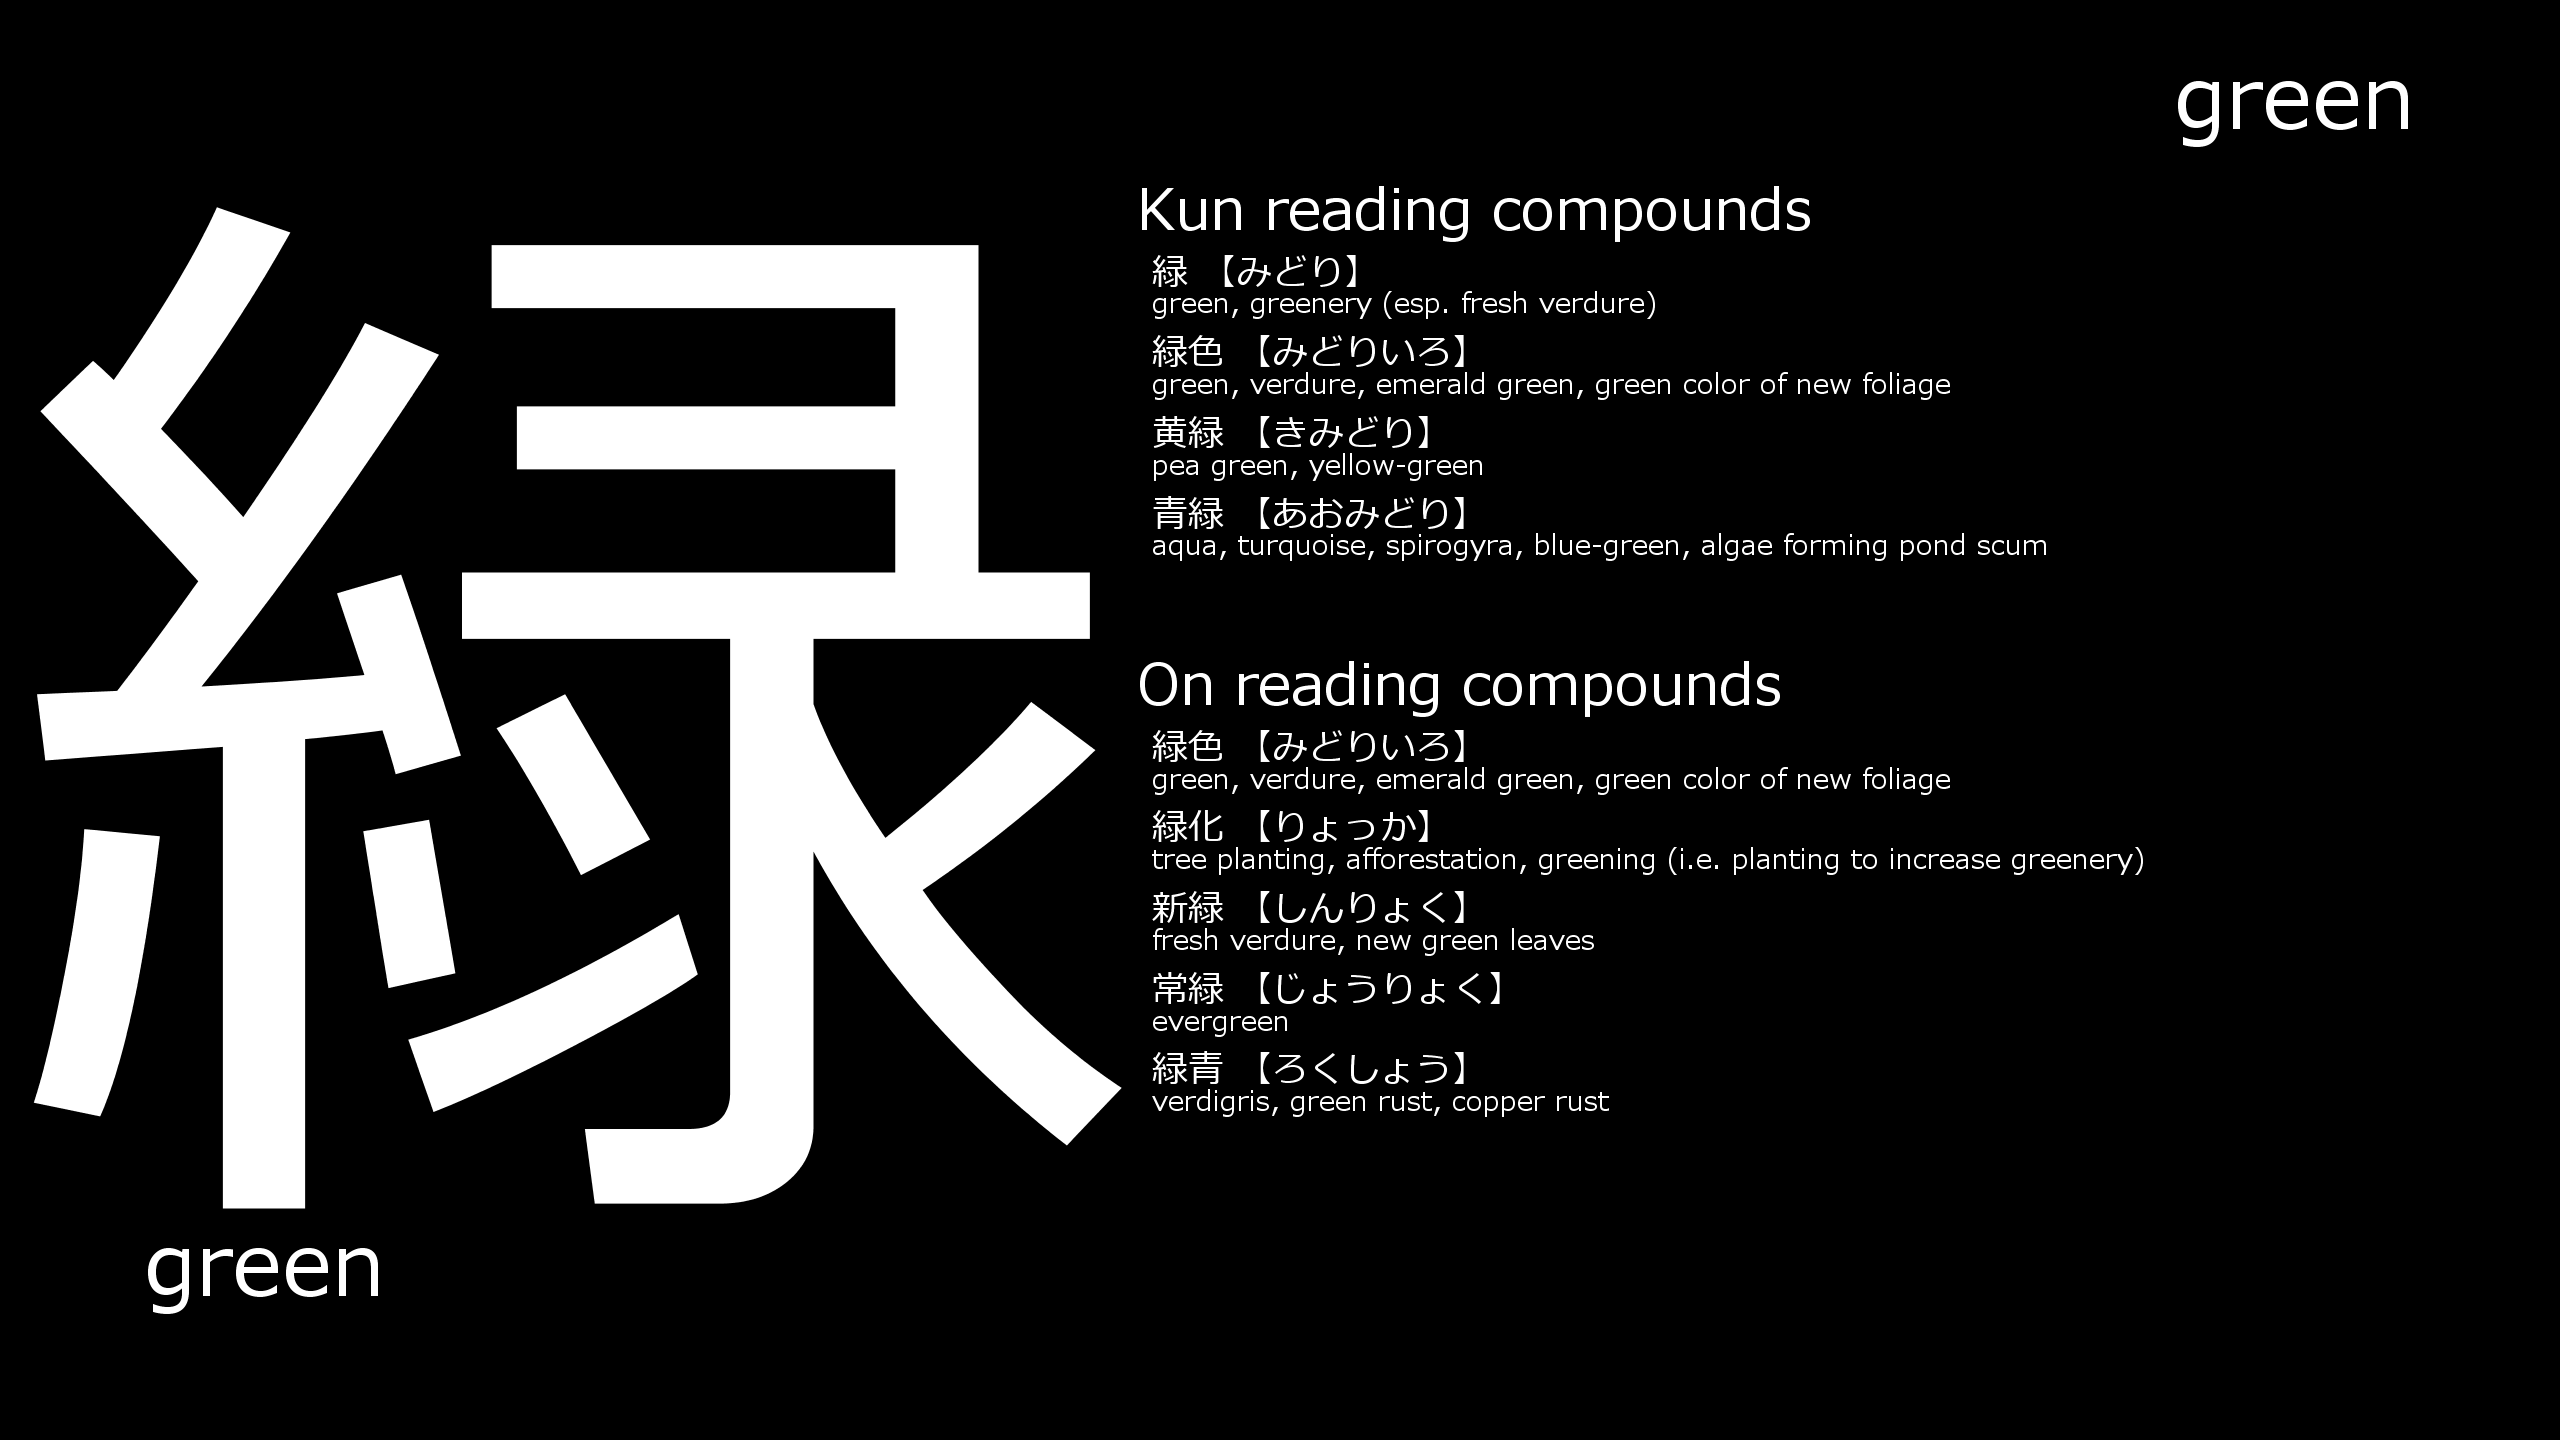 green
緑
green
Kun reading compounds
緑 【みどり】
green, greenery (esp. fresh verdure)
緑色 【みどりいろ】
green, verdure, emerald green, green color of new foliage
黄緑 【きみどり】
pea green, yellow-green
青緑 【あおみどり】
aqua, turquoise, spirogyra, blue-green, algae forming pond scum
On reading compounds
緑色 【みどりいろ】
green, verdure, emerald green, green color of new foliage
緑化 【りょっか】
tree planting, afforestation, greening (i.e. planting to increase greenery)
新緑 【しんりょく】
fresh verdure, new green leaves
常緑 【じょうりょく】
evergreen
緑青 【ろくしょう】
verdigris, green rust, copper rust